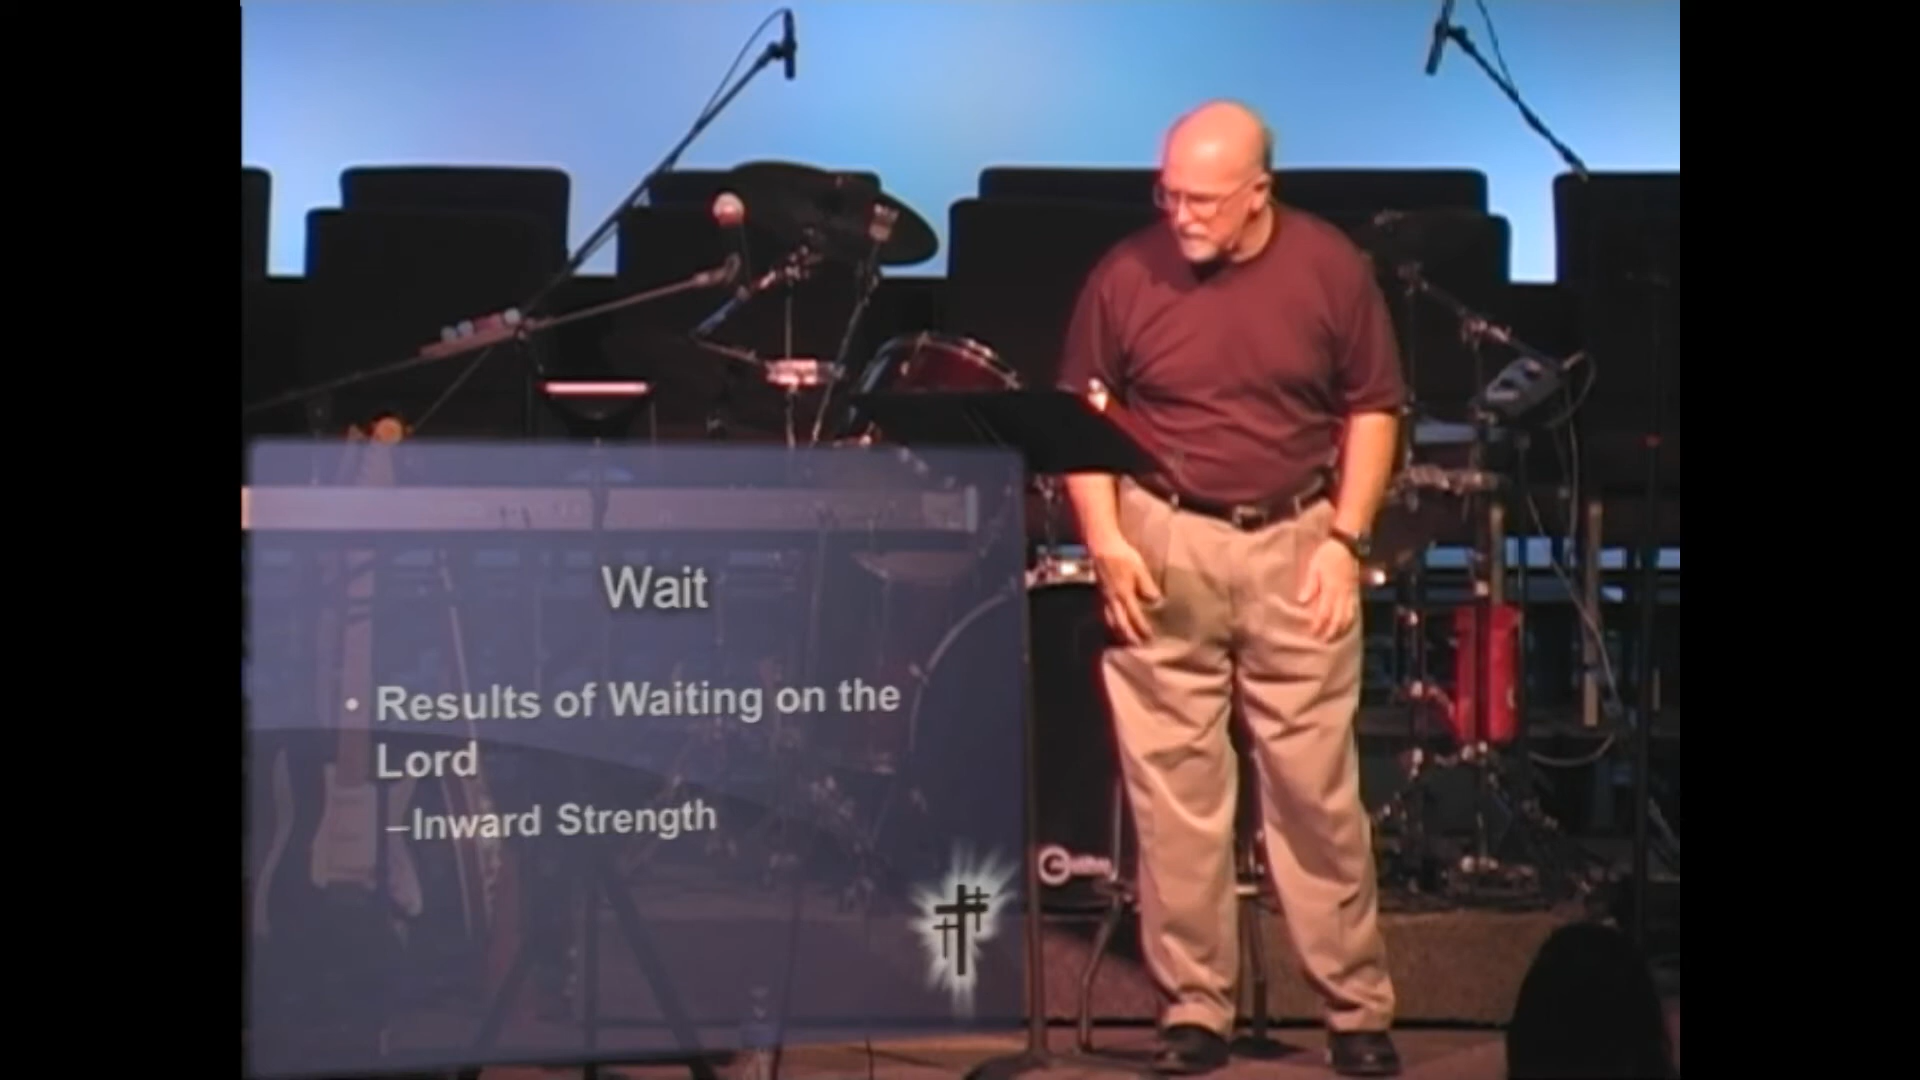 Wait
• Results of Waiting on the
Lord
–Inward Strength